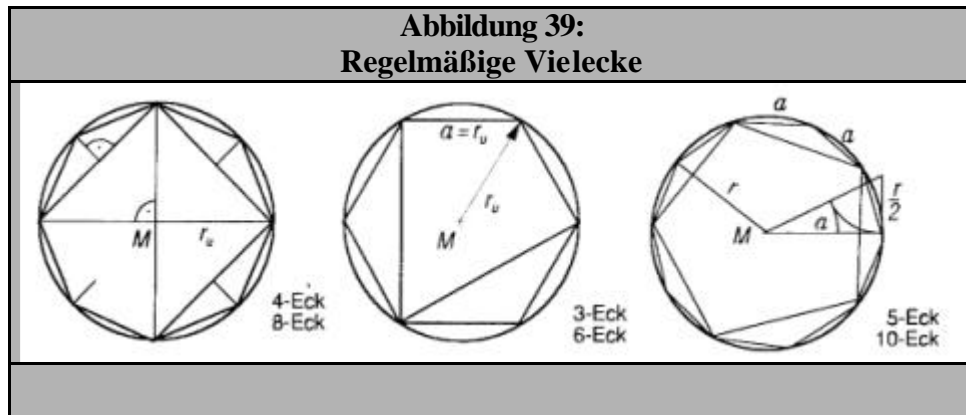 Abbildung 39:
Regelmäßige Vielecke
M
r_u
4-Eck
8-Eck
a = r_u
r_u
M
3-Eck
6-Eck
a
a
r
r/2
M
a
5-Eck
10-Eck